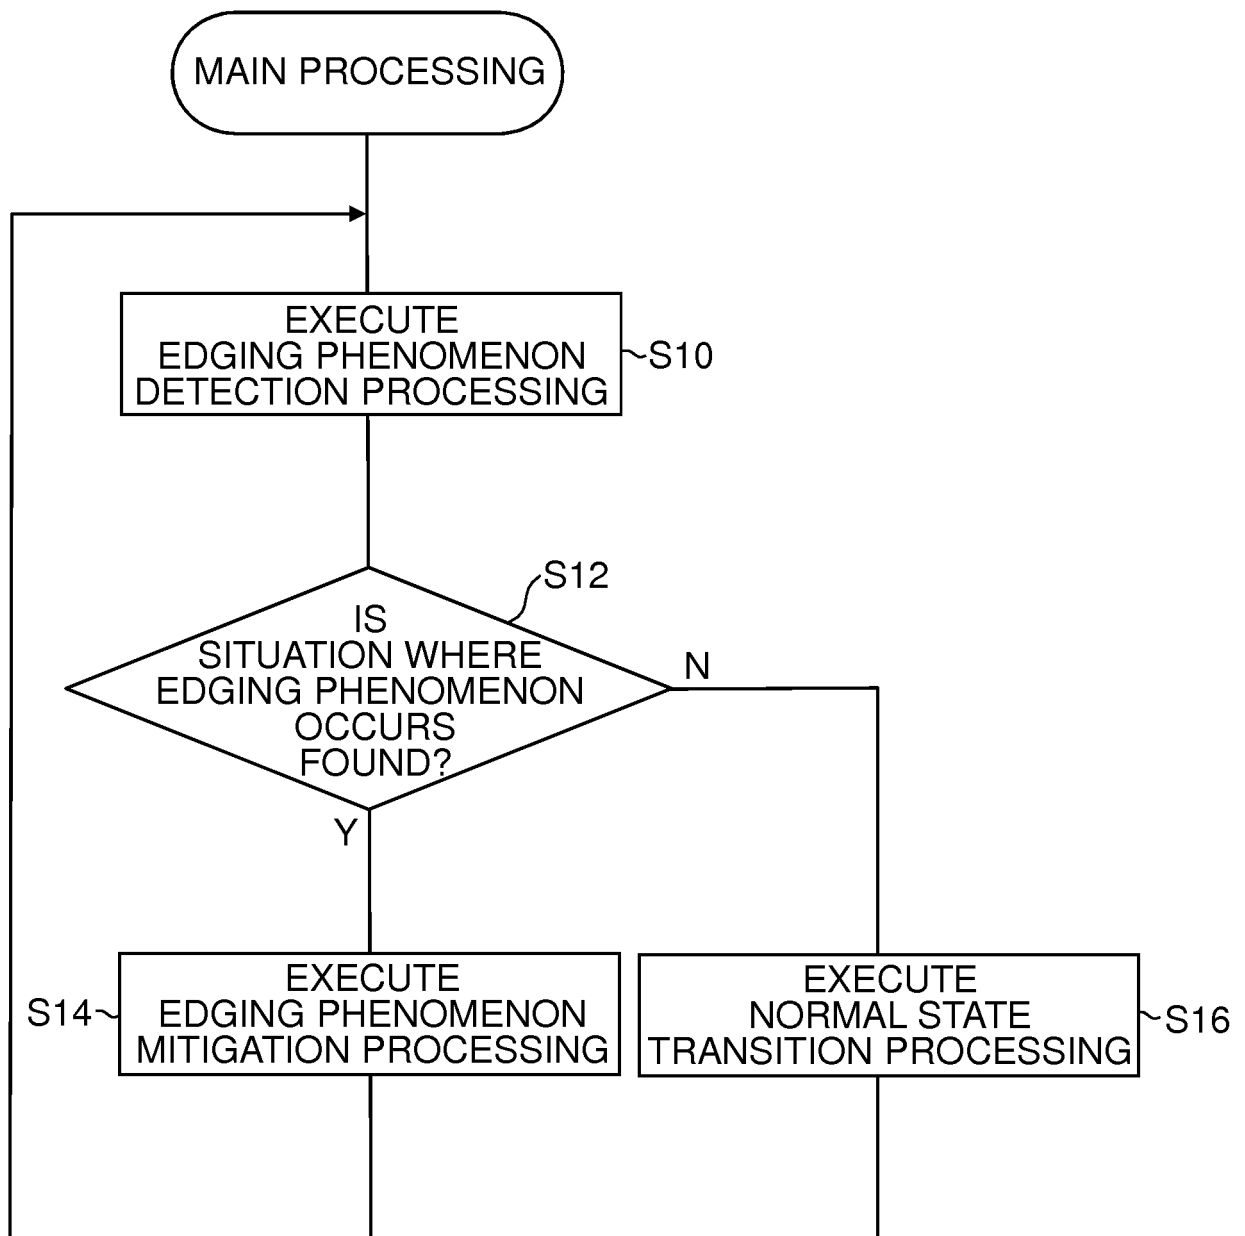 MAIN PROCESSING
EXECUTE
EDGING PHENOMENON
DETECTION PROCESSING
S10
S12
IS
SITUATION WHERE
EDGING PHENOMENON
OCCURS
FOUND?
N
Y
EXECUTE
EDGING PHENOMENON
MITIGATION PROCESSING
S14
EXECUTE
NORMAL STATE
TRANSITION PROCESSING
S16